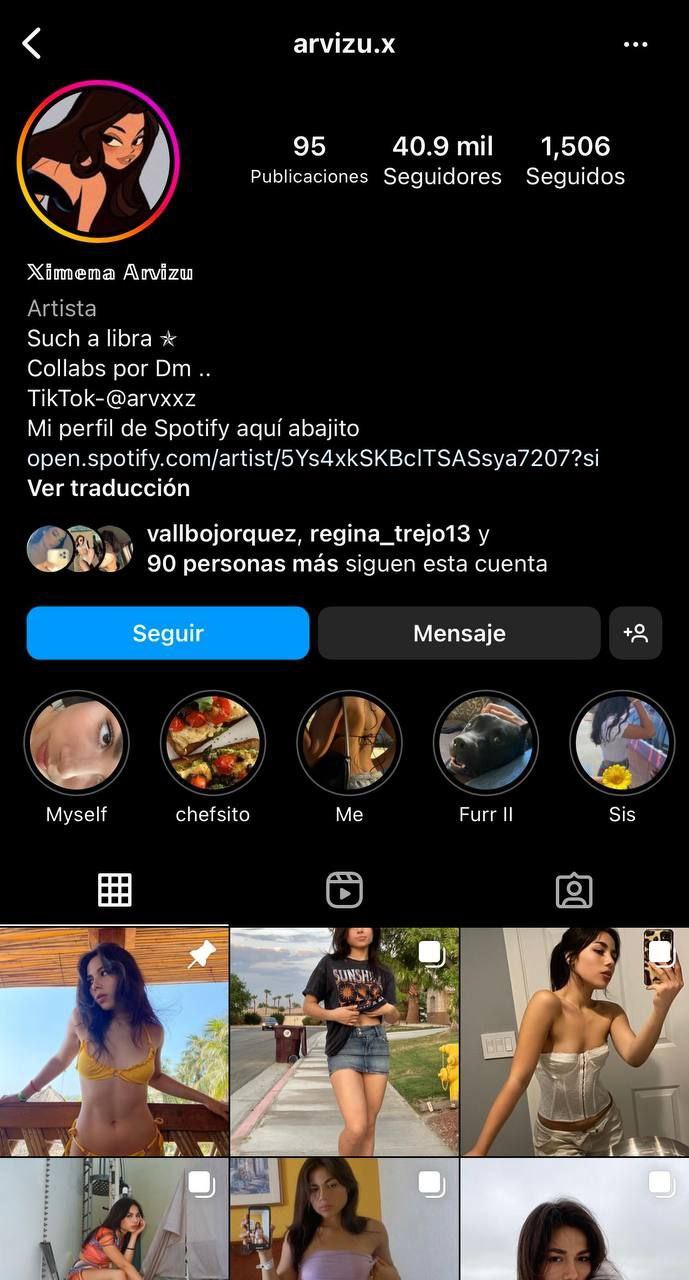 arvizu.x
95
40.9 mil
1,506
Publicaciones
Seguidores
Seguidos
𝕏𝕚𝕞𝕖𝕟𝕒 𝔸𝕣𝕧𝕚𝕫𝕦
Artista
Such a libra ✯
Collabs por Dm ..
TikTok-@arvxxz
Mi perfil de Spotify aquí abajito
open.spotify.com/artist/5Ys4xkSKBclTSASsya7207?si
Ver traducción
vallbojorquez, regina_trejo13 y
90 personas más siguen esta cuenta
Seguir
Mensaje
Myself
chefsito
Me
Furr II
Sis